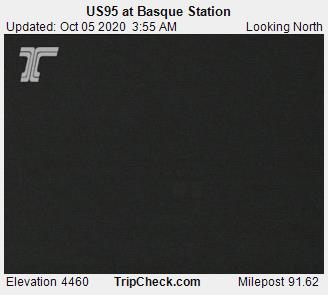 US95 at Basque Station
Updated: Oct 05 2020 3:55 AM Looking North
Elevation 4460 TripCheck.com Milepost 91.62